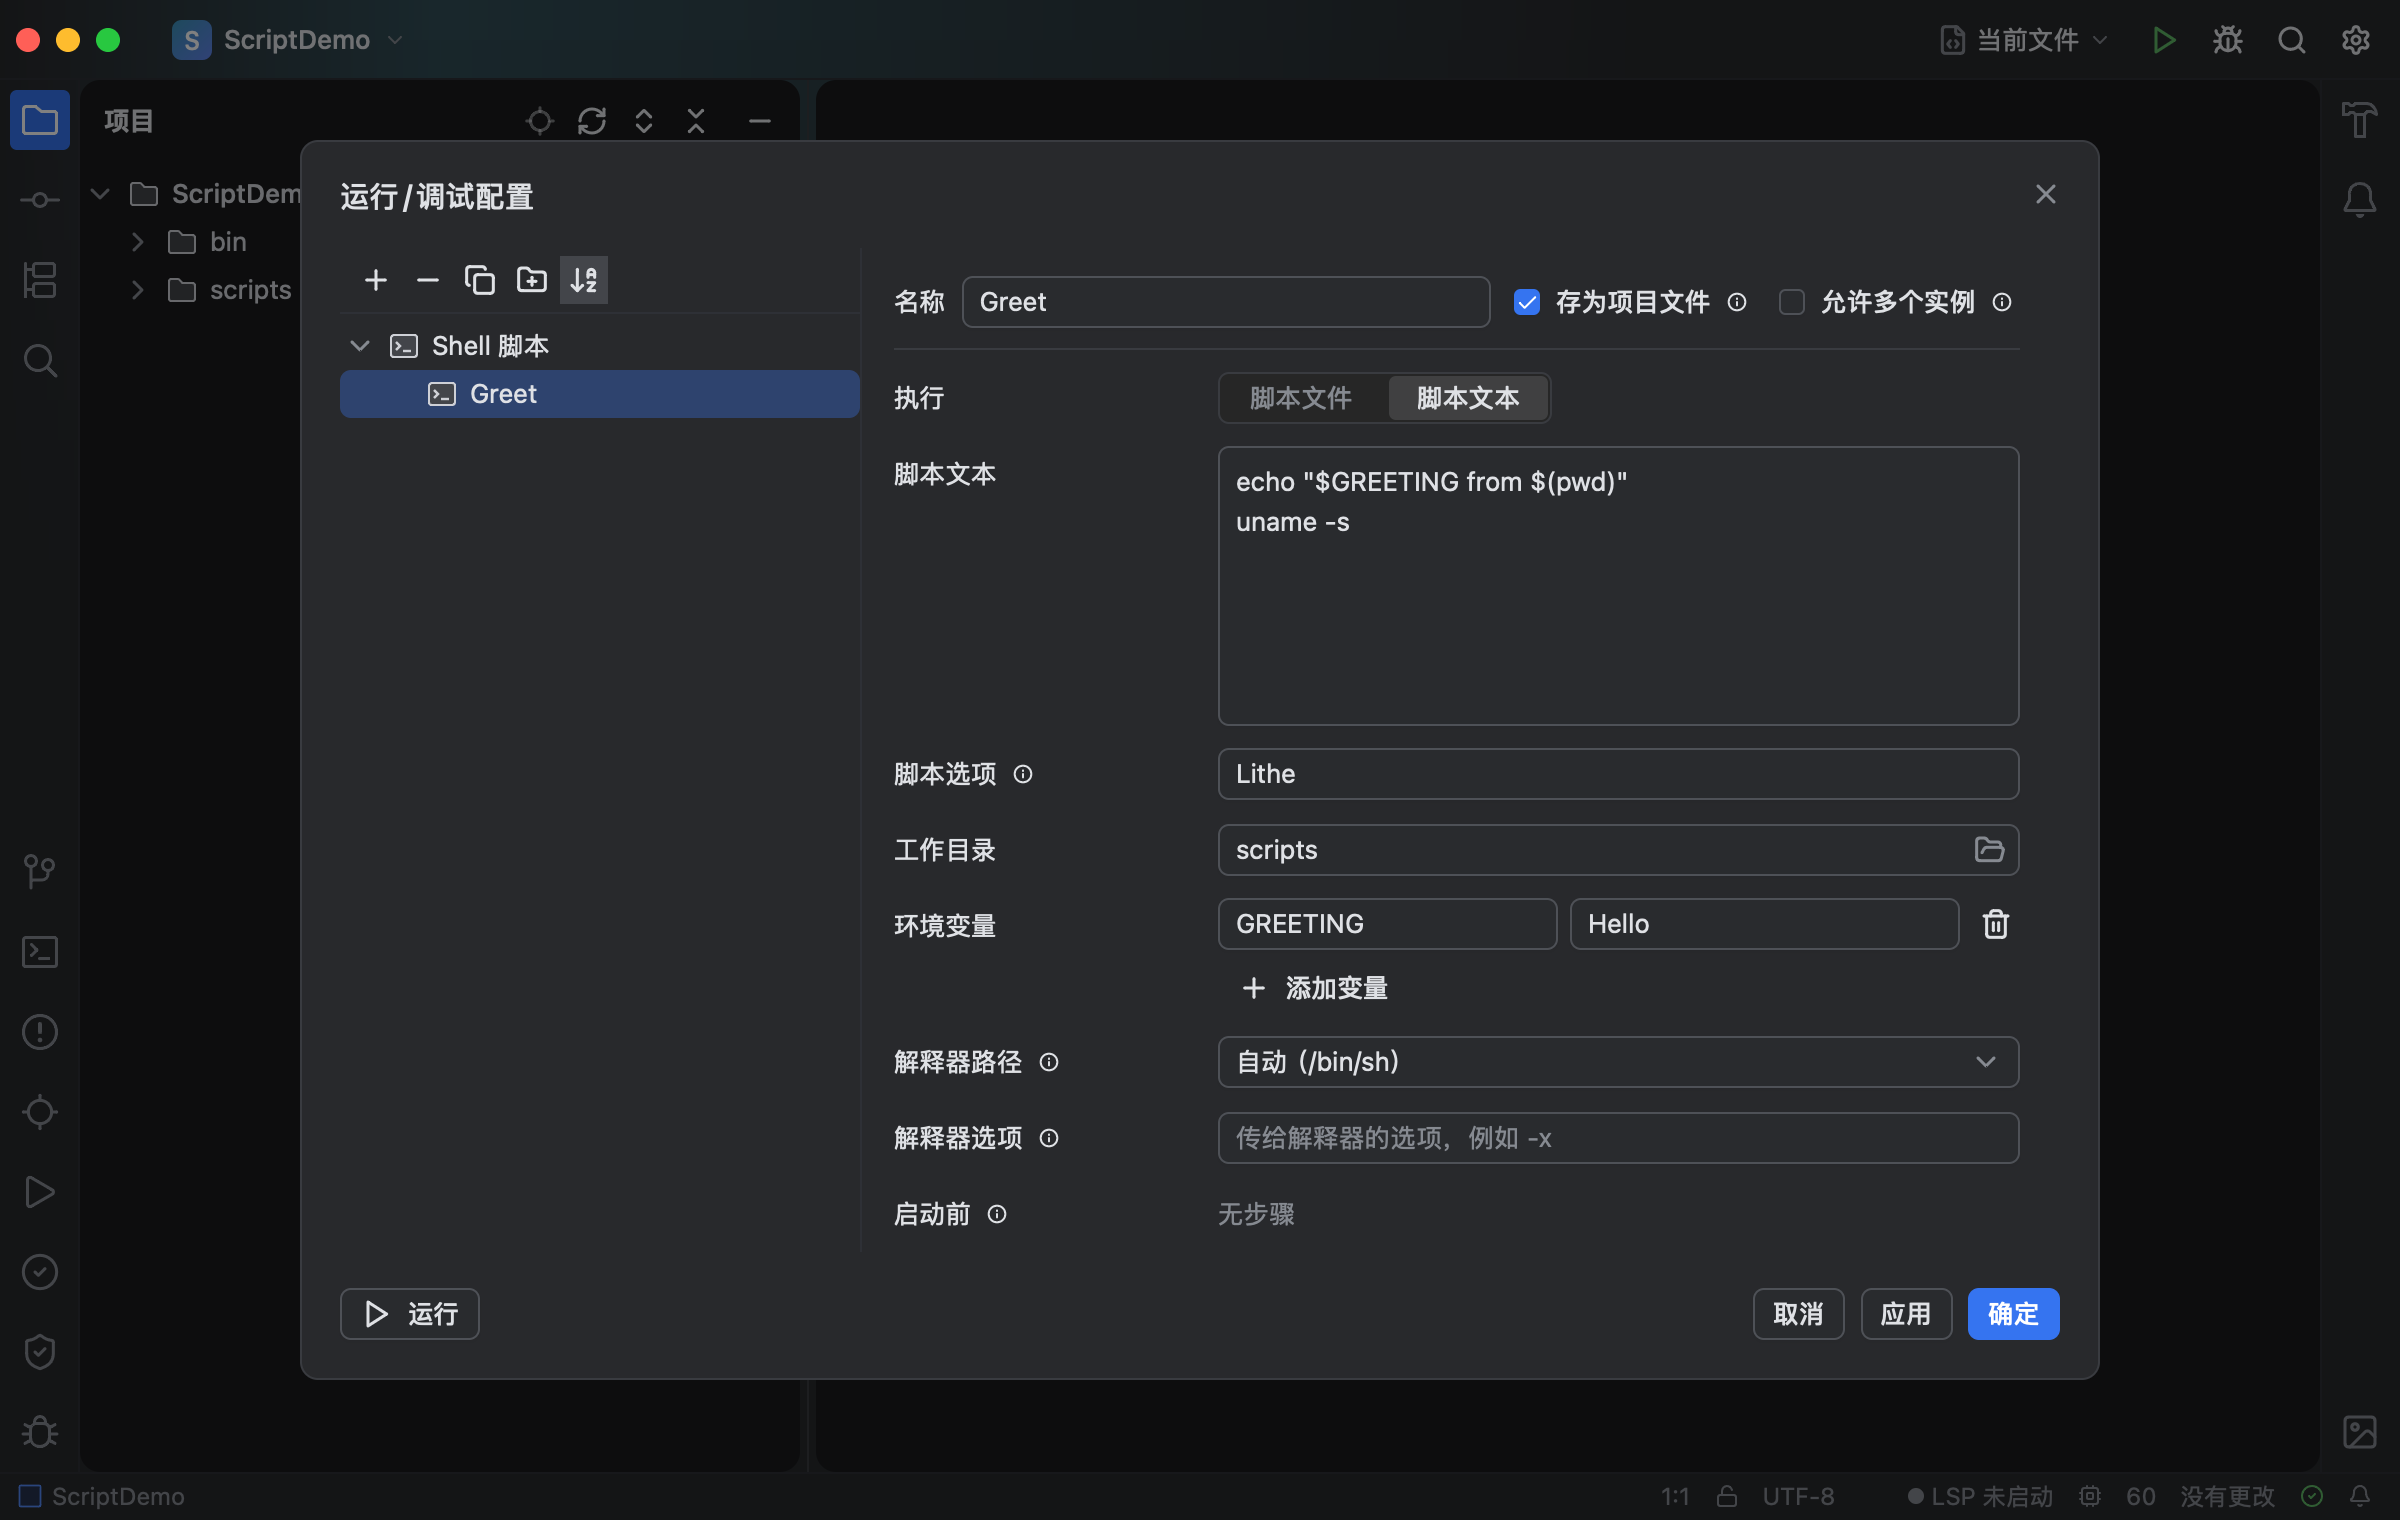 S ScriptDemo
当前文件
项目
ScriptDem
bin
scripts
运行/调试配置
Shell 脚本
Greet
名称 Greet 存为项目文件 允许多个实例
执行 脚本文件 脚本文本
脚本文本
echo "$GREETING from $(pwd)"
uname -s
脚本选项 Lithe
工作目录 scripts
环境变量 GREETING Hello
添加变量
解释器路径 自动 (/bin/sh)
解释器选项 传给解释器的选项，例如 -x
启动前 无步骤
运行 取消 应用 确定
ScriptDemo 1:1 UTF-8 LSP 未启动 60 没有更改